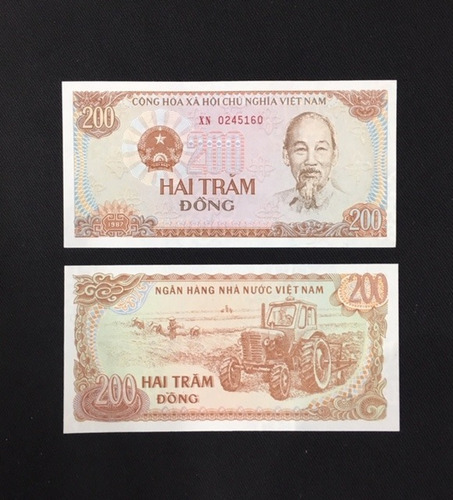 CỘNG HÒA XÃ HỘI CHỦ NGHĨA VIỆT NAM
200
XN 0245160
200
HAI TRĂM
ĐỒNG
1987
200
NGÂN HÀNG NHÀ NƯỚC VIỆT NAM
200
200
HAI TRĂM
ĐỒNG